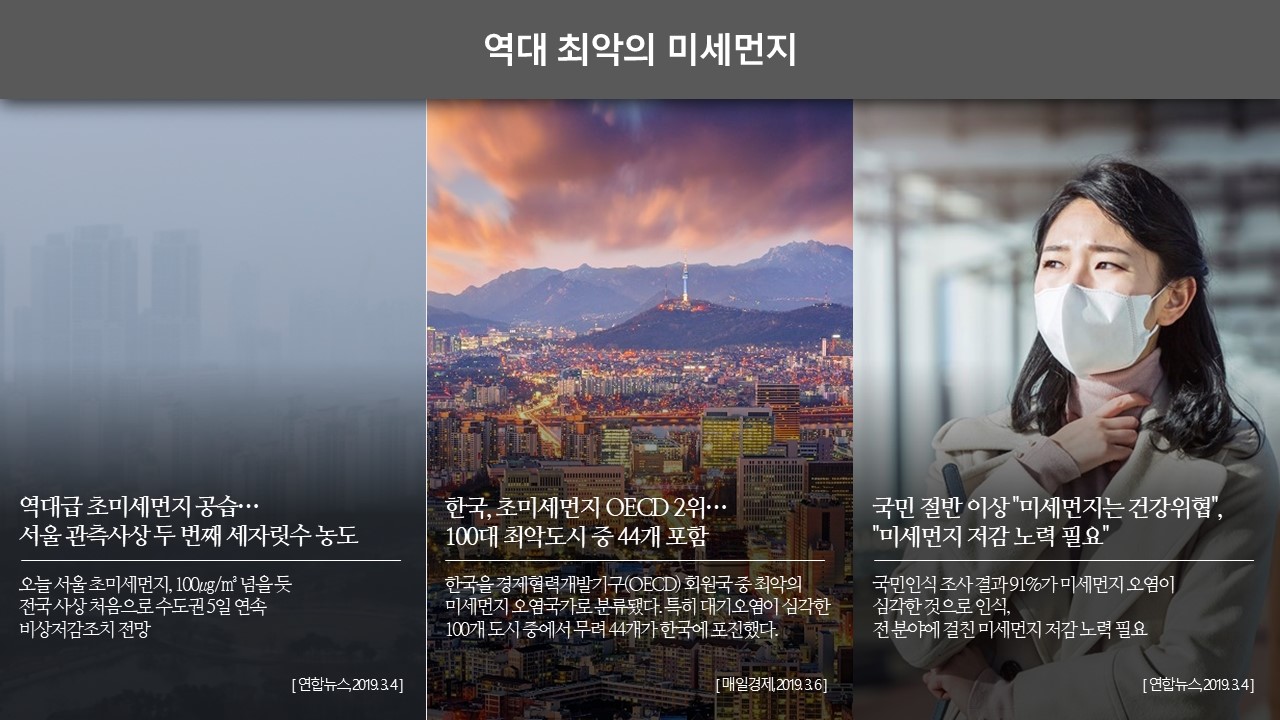 역대 최악의 미세먼지
역대급 초미세먼지 공습…
서울 관측사상 두 번째 세자릿수 농도
오늘 서울 초미세먼지, 100㎍/㎥ 넘을 듯
전국 사상 처음으로 수도권 5일 연속
비상저감조치 전망
[ 연합뉴스,2019. 3. 4 ]
한국, 초미세먼지 OECD 2위…
100대 최악도시 중 44개 포함
한국을 경제협력개발기구(OECD) 회원국 중 최악의
미세먼지 오염국가로 분류됐다. 특히 대기오염이 심각한
100개 도시 중에서 무려 44개가 한국에 포진했다.
[ 매일경제,2019. 3. 6 ]
국민 절반 이상 "미세먼지는 건강위협",
"미세먼지 저감 노력 필요"
국민인식 조사 결과 91%가 미세먼지 오염이
심각한 것으로 인식,
전 분야에 걸친 미세먼지 저감 노력 필요
[ 연합뉴스,2019. 3. 4 ]